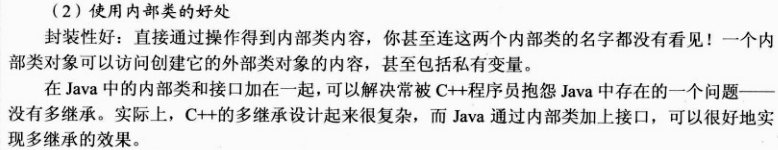 （2）使用内部类的好处
封装性好：直接通过操作得到内部类内容，你甚至连这两个内部类的名字都没有看见！一个内
部类对象可以访问创建它的外部类对象的内容，甚至包括私有变量。
在 Java 中的内部类和接口加在一起，可以解决常被 C++程序员抱怨 Java 中存在的一个问题——
没有多继承。实际上，C++的多继承设计起来很复杂，而 Java 通过内部类加上接口，可以很好地实
现多继承的效果。